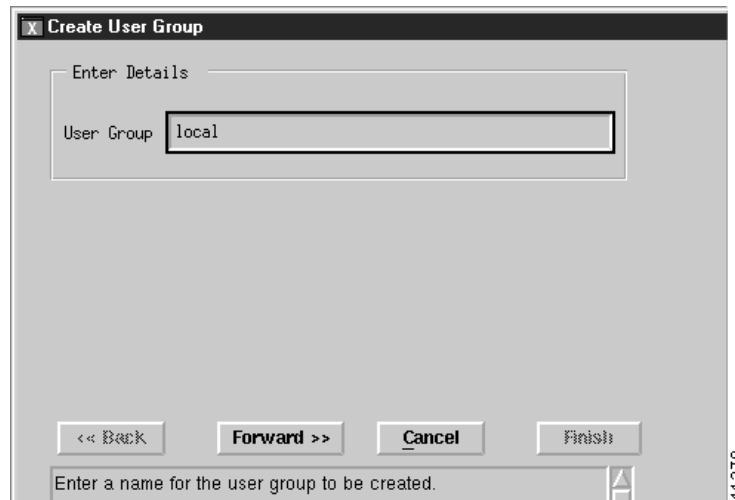 X Create User Group
Enter Details
User Group local
<< Back Forward >> Cancel Finish
Enter a name for the user group to be created.